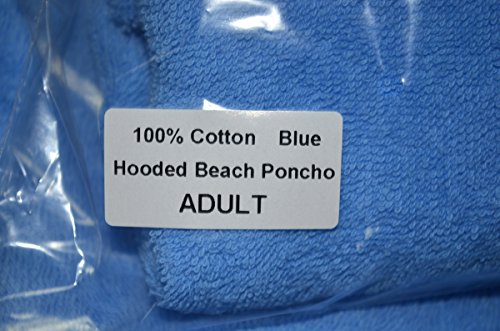 100% Cotton Blue
Hooded Beach Poncho
ADULT